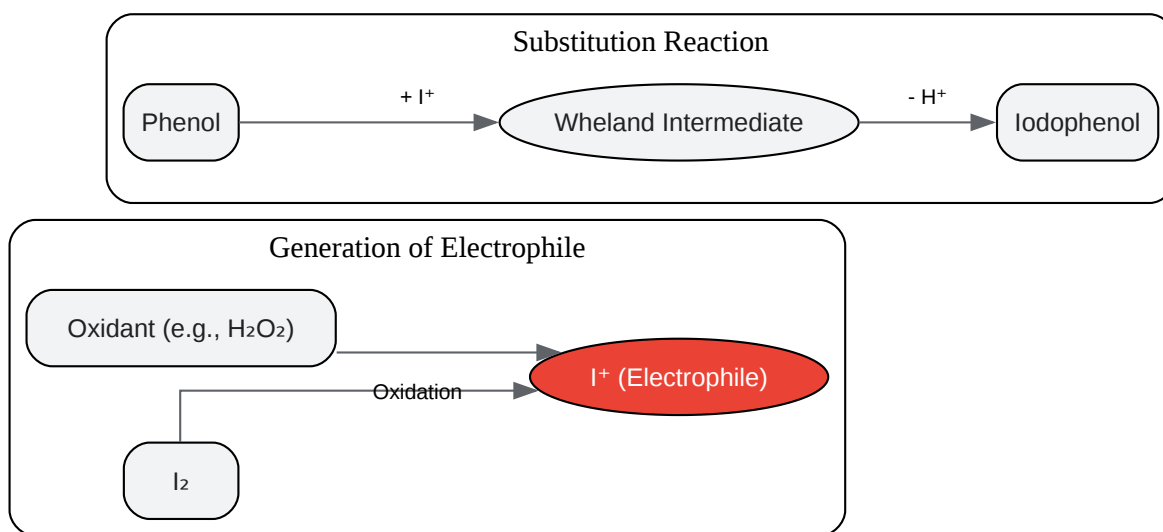 Substitution Reaction
+ I⁺
- H⁺
Phenol
Wheland Intermediate
Iodophenol
Generation of Electrophile
Oxidant (e.g., H₂O₂)
I⁺ (Electrophile)
Oxidation
I₂